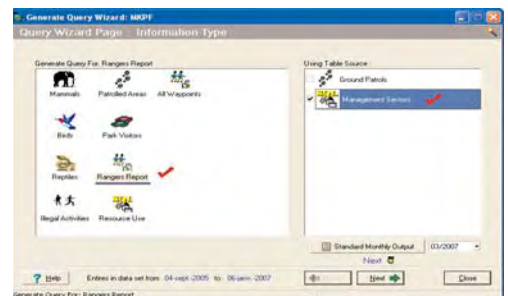 Generate Query Wizard: MKPF
Query Wizard Page : Information Type
Generate Query For: Rangers Report
Using Table Source :
Mammals
Patrolled Areas
All Waypoints
Ground Patrols
Management Sectors
Birds
Park Visitors
Reptiles
Rangers Report
Illegal Activities
Resource Use
Standard Monthly Output
03/2007
Next
Help
Entries in data set from 04-sept.-2005 to 06-janv.-2007
Next
Close
Generate Query For: Rangers Report